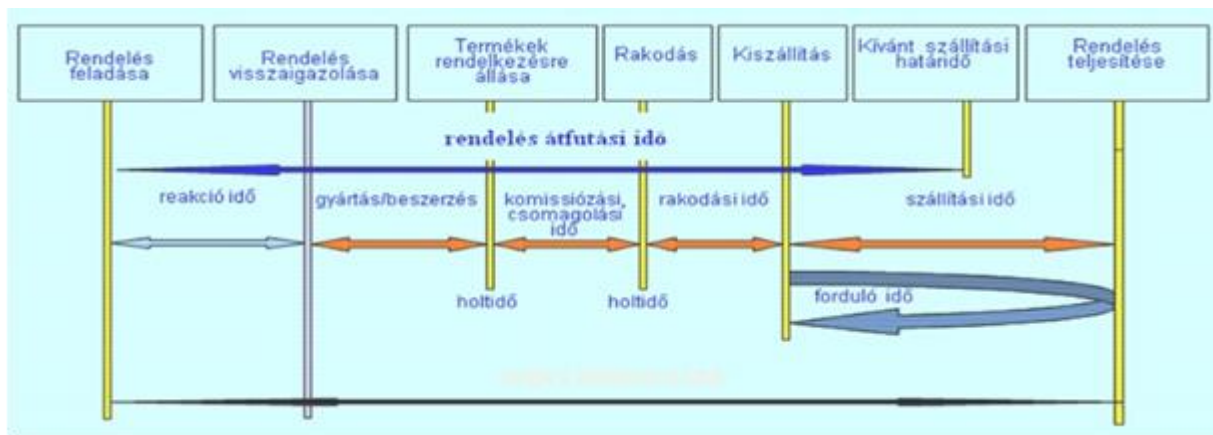 Rendelés
feladása
Rendelés
visszaigazolása
Termékek
rendelkezésre
állása
Rakodás
Kiszállítás
Kívánt szállítási
határidő
Rendelés
teljesítése
rendelés átfutási idő
reakció idő
gyártás/beszerzés
komissiózási,
csomagolási
idő
rakodási idő
szállítási idő
holtidő
holtidő
forduló idő